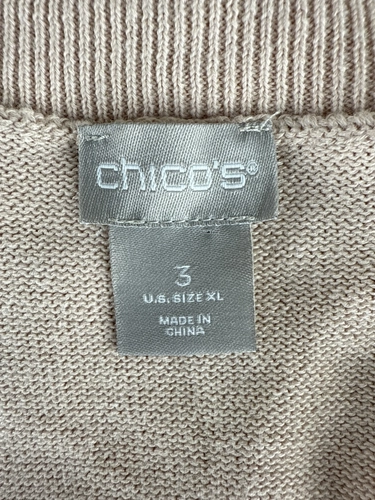 chico's®
3
U.S. SIZE XL
MADE IN
CHINA